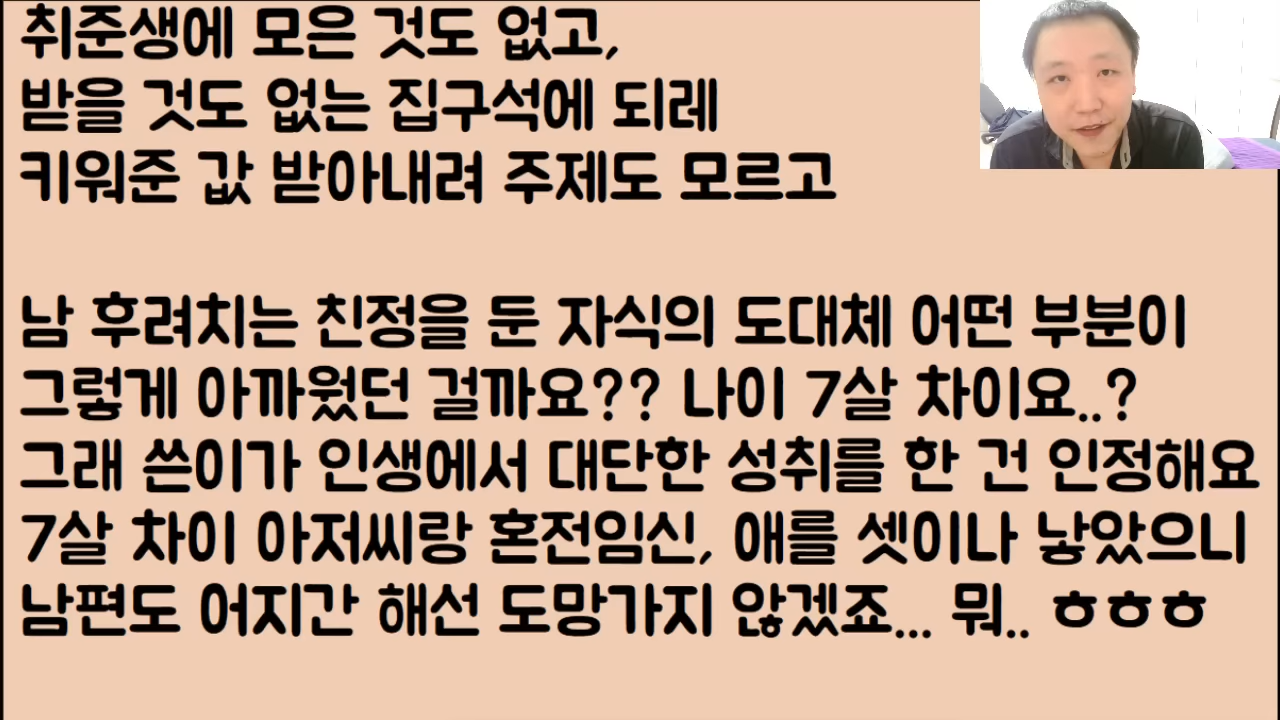 취준생에 모은 것도 없고,
받을 것도 없는 집구석에 되레
키워준 값 받아내려 주제도 모르고
남 후려치는 친정을 둔 자식의 도대체 어떤 부분이
그렇게 아까웠던 걸까요?? 나이 7살 차이요..?
그래 쓴이가 인생에서 대단한 성취를 한 건 인정해요
7살 차이 아저씨랑 혼전임신, 애를 셋이나 낳았으니
남편도 어지간 해선 도망가지 않겠죠... 뭐.. ㅎㅎㅎ